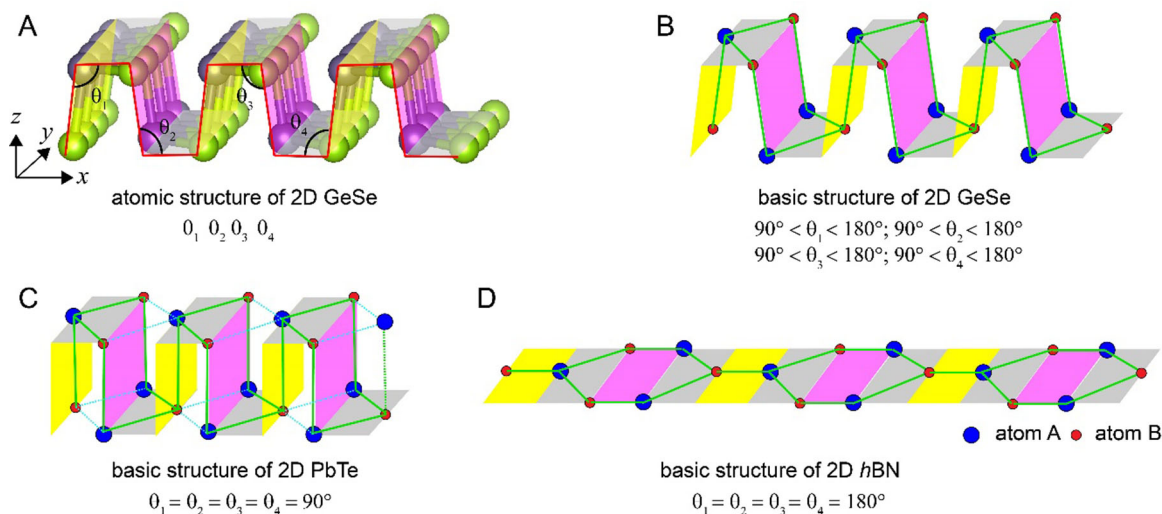 A
θ₁
θ₂
θ₃
θ₄
z
y
x
atomic structure of 2D GeSe
θ₁ θ₂ θ₃ θ₄
B
basic structure of 2D GeSe
90° < θ₁ < 180°; 90° < θ₂ < 180°
90° < θ₃ < 180°; 90° < θ₄ < 180°
C
basic structure of 2D PbTe
θ₁ = θ₂ = θ₃ = θ₄ = 90°
D
atom A atom B
basic structure of 2D hBN
θ₁ = θ₂ = θ₃ = θ₄ = 180°